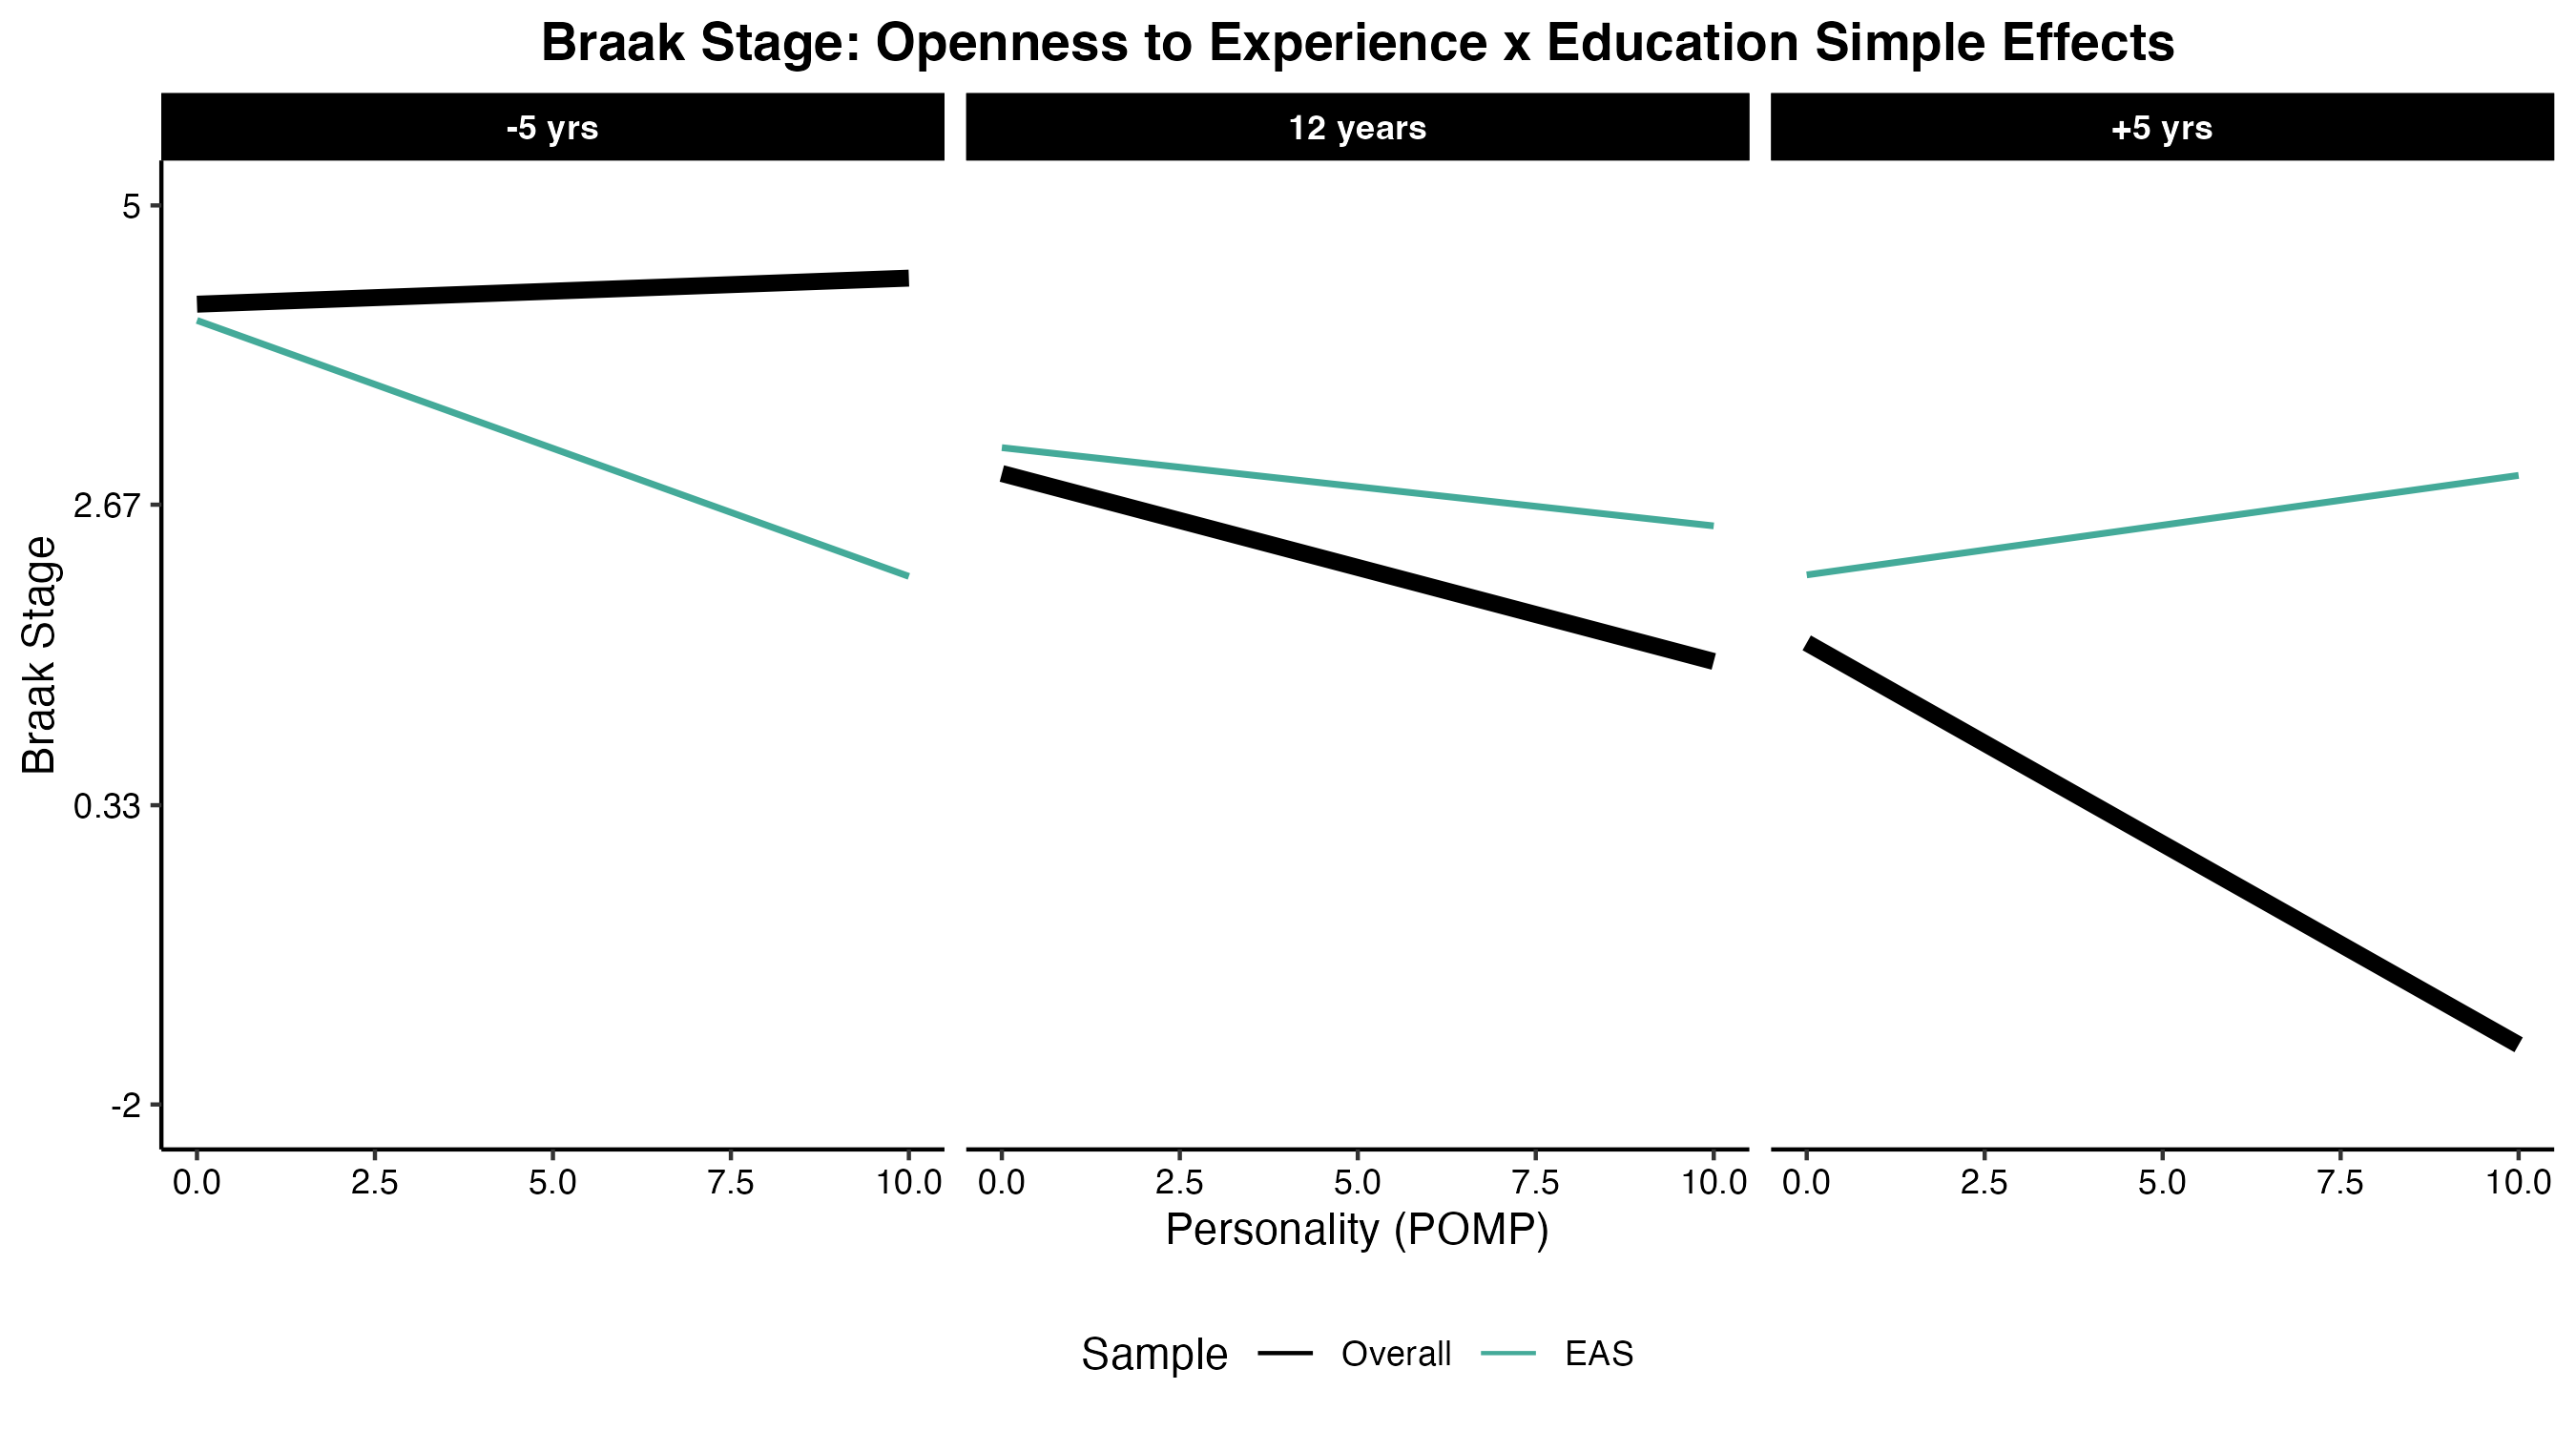 Braak Stage: Openness to Experience x Education Simple Effects
-5 yrs 12 years +5 yrs
5
2.67
0.33
-2
Braak Stage
0.0 2.5 5.0 7.5 10.0 0.0 2.5 5.0 7.5 10.0 0.0 2.5 5.0 7.5 10.0
Personality (POMP)
Sample Overall EAS